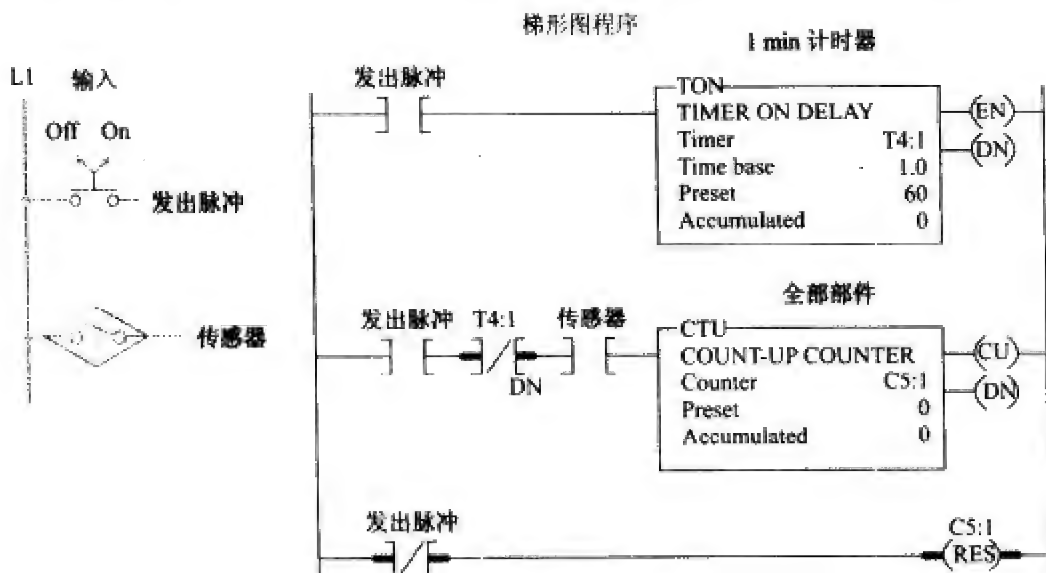 梯形图程序
1 min 计时器
L1 输入
Off On
发出脉冲
传感器
发出脉冲
TON
TIMER ON DELAY
Timer T4:1
Time base 1.0
Preset 60
Accumulated 0
EN
DN
全部部件
发出脉冲 T4:1 传感器
DN
CTU
COUNT-UP COUNTER
Counter C5:1
Preset 0
Accumulated 0
CU
DN
发出脉冲
C5:1
RES